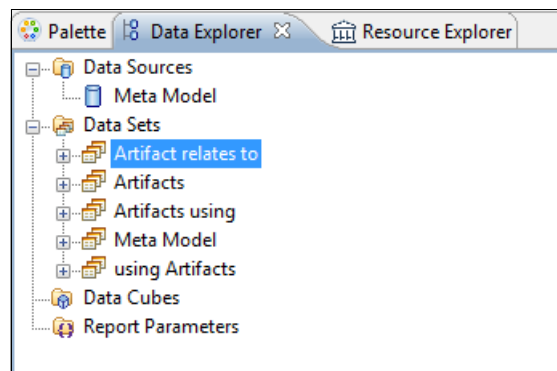 Palette Data Explorer Resource Explorer
Data Sources
Meta Model
Data Sets
Artifact relates to
Artifacts
Artifacts using
Meta Model
using Artifacts
Data Cubes
Report Parameters